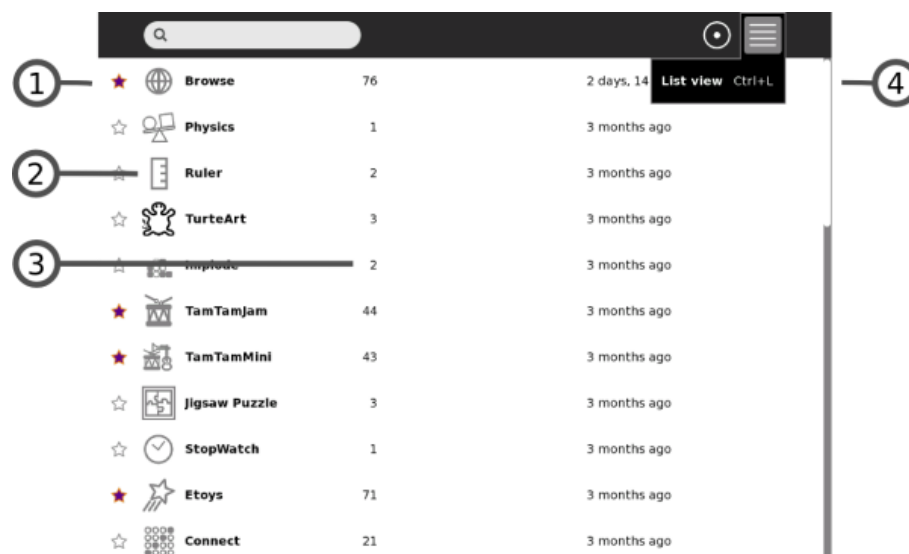 List view Ctrl+L
1 Browse 76 2 days, 14 4
Physics 1 3 months ago
2 Ruler 2 3 months ago
TurteArt 3 3 months ago
3 Implode 2 3 months ago
TamTamJam 44 3 months ago
TamTamMini 43 3 months ago
Jigsaw Puzzle 3 3 months ago
StopWatch 1 3 months ago
Etoys 71 3 months ago
Connect 21 3 months ago